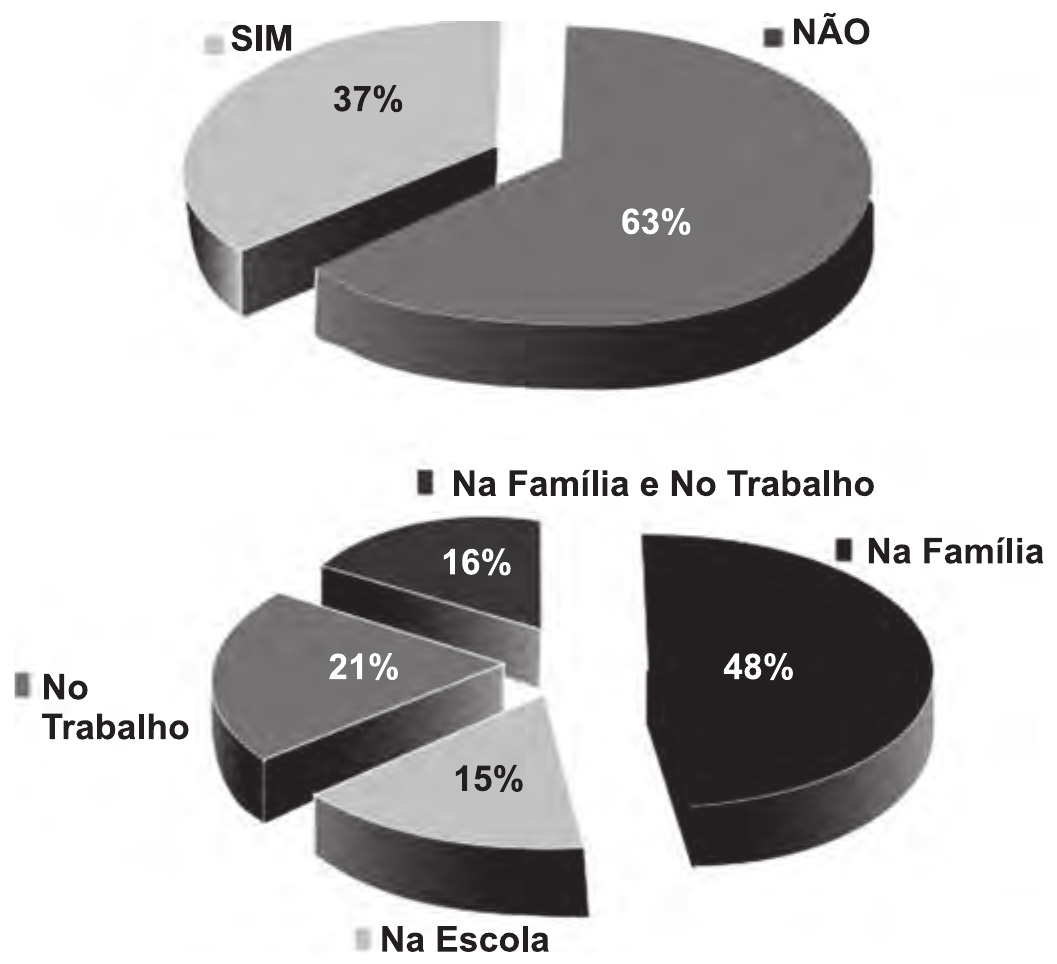 SIM
NÃO
37%
63%
Na Família e No Trabalho
Na Família
16%
48%
21%
No
Trabalho
15%
Na Escola